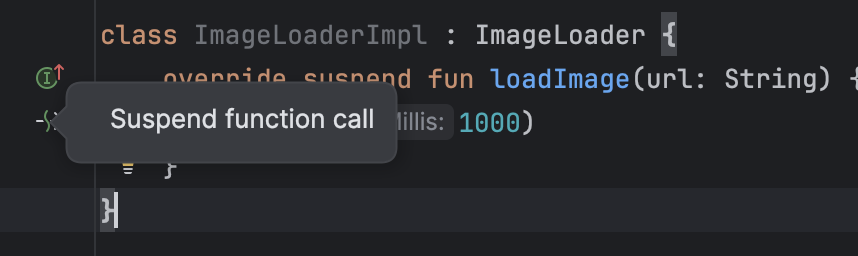 class ImageLoaderImpl : ImageLoader {
override suspend fun loadImage(url: String) {
Suspend function call
Millis: 1000)
}
}